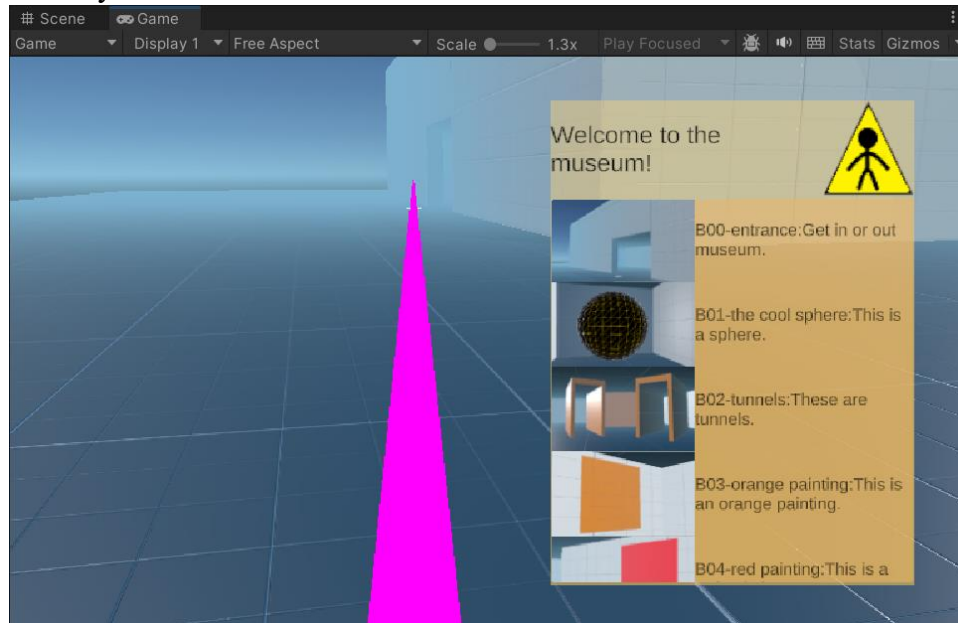 # Scene Game
Game Display 1 Free Aspect Scale 1.3x Play Focused Stats Gizmos
Welcome to the
museum!
B00-entrance:Get in or out
museum.
B01-the cool sphere:This is
a sphere.
B02-tunnels:These are
tunnels.
B03-orange painting:This is
an orange painting.
B04-red painting:This is a